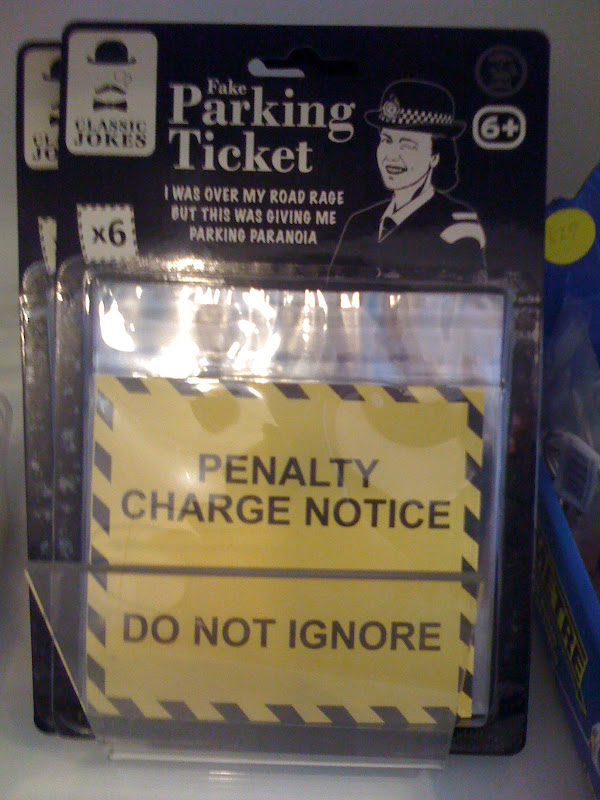 CLASSIC
JOKES
Fake
Parking
Ticket
6+
I WAS OVER MY ROAD RAGE
BUT THIS WAS GIVING ME
PARKING PARANOIA
x6
PENALTY
CHARGE NOTICE
DO NOT IGNORE